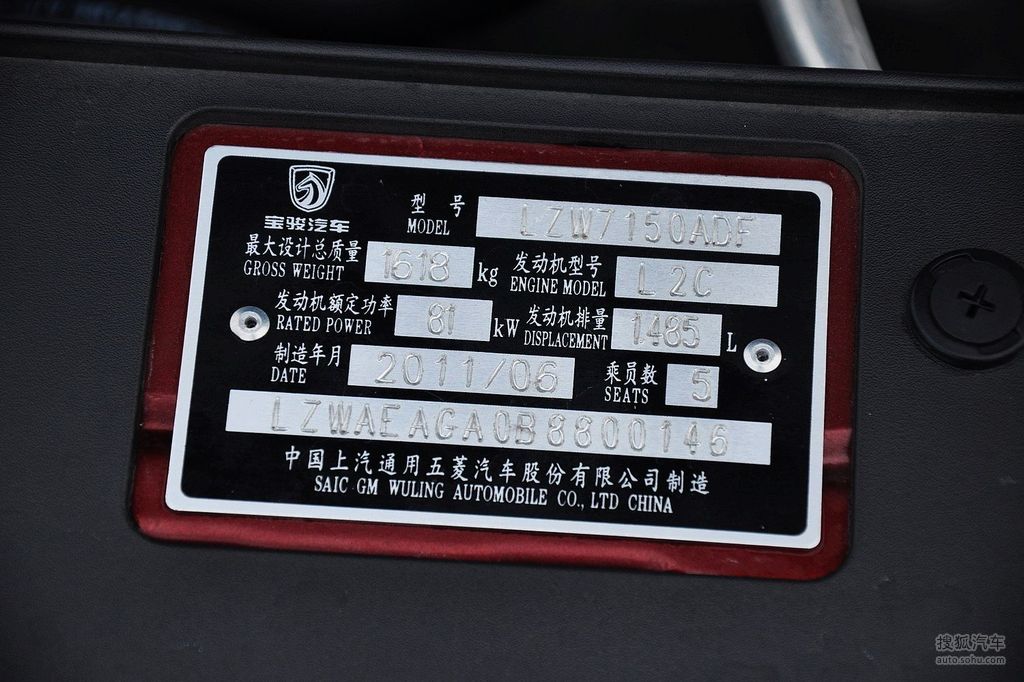 宝骏汽车
型号 LZW7150ADF
MODEL
最大设计总质量 1618 kg 发动机型号 L2C
GROSS WEIGHT ENGINE MODEL
发动机额定功率 81 kW 发动机排量 1.485 L
RATED POWER DISPLACEMENT
制造年月 2011/06 乘员数 5
DATE SEATS
LZWAEAGA0B8800146
中国上汽通用五菱汽车股份有限公司制造
SAIC GM WULING AUTOMOBILE CO., LTD CHINA
搜狐汽车
auto.sohu.com